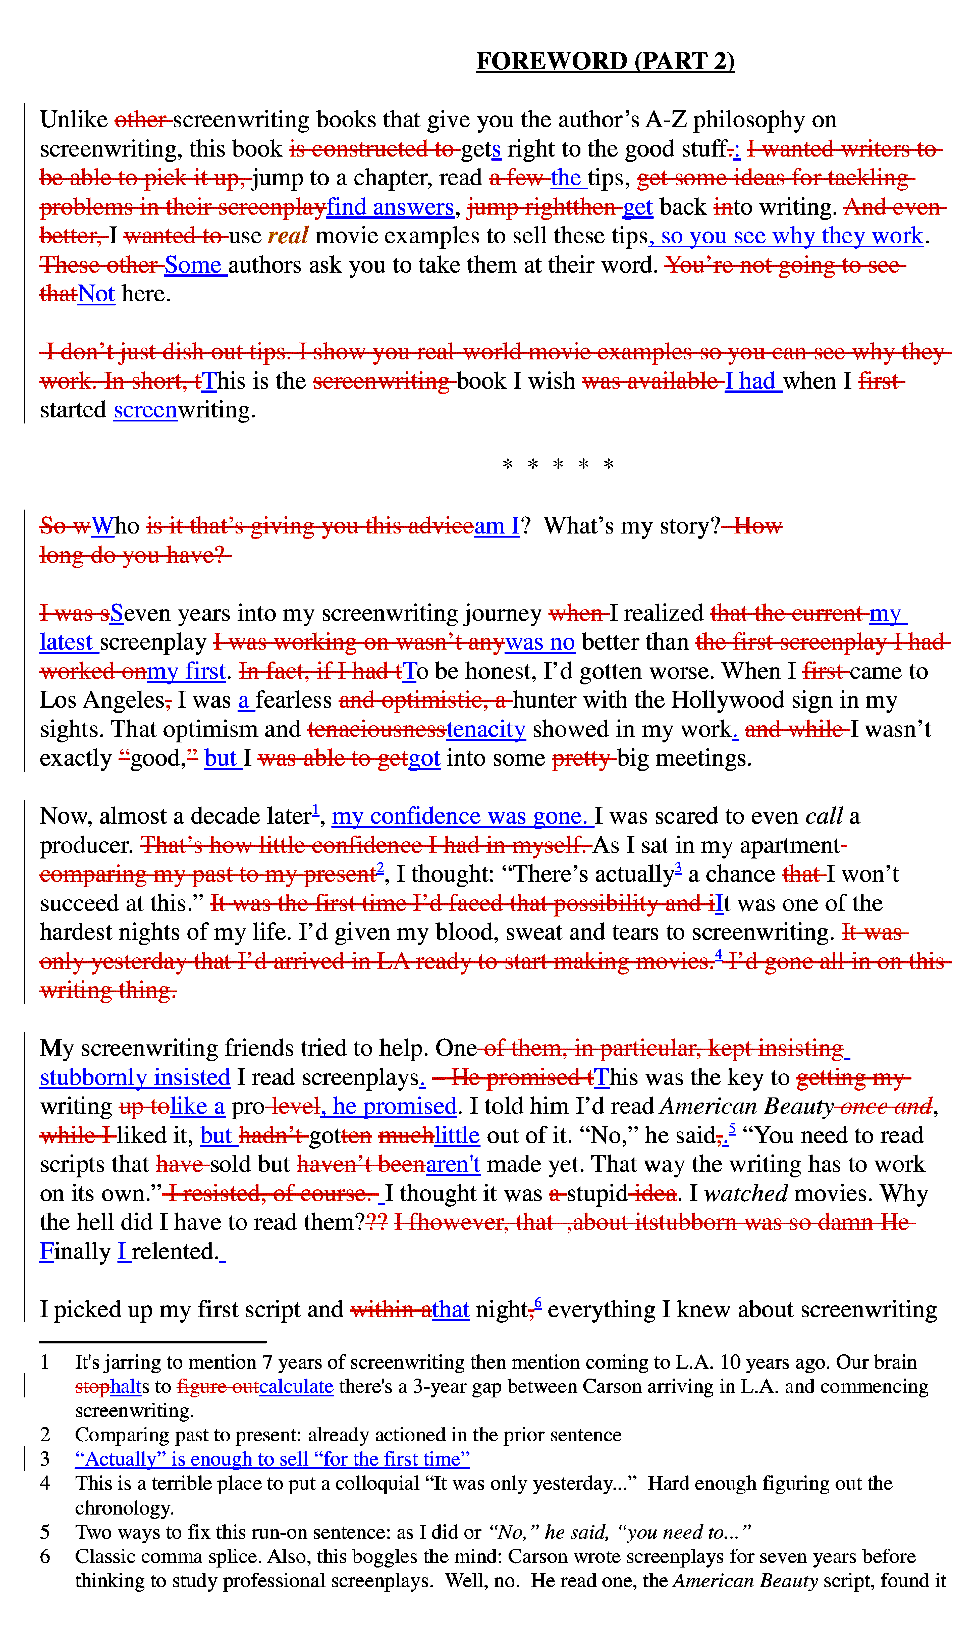 FOREWORD (PART 2)
Unlike other screenwriting books that give you the author's A-Z philosophy on
screenwriting, this book is constructed to gets right to the good stuff.: I wanted writers to
be able to pick it up, jump to a chapter, read a few the tips, get some ideas for tackling
problems in their screenplayfind answers, jump rightthen get back into writing. And even
better, I wanted to use real movie examples to sell these tips, so you see why they work.
These other Some authors ask you to take them at their word. You're not going to see
thatNot here.
I don't just dish out tips. I show you real-world movie examples so you can see why they
work. In short, tThis is the screenwriting book I wish was available I had when I first
started screenwriting.
* * * * *
So wWho is it that's giving you this adviceam I?  What's my story?  How
long do you have?
I was sSeven years into my screenwriting journey when I realized that the current my
latest screenplay I was working on wasn't anywas no better than the first screenplay I had
worked onmy first. In fact, if I had tTo be honest, I'd gotten worse. When I first came to
Los Angeles, I was a fearless and optimistic, a hunter with the Hollywood sign in my
sights. That optimism and tenaciousnesstenacity showed in my work. and while I wasn't
exactly "good," but I was able to getgot into some pretty big meetings.
Now, almost a decade later1, my confidence was gone. I was scared to even call a
producer. That's how little confidence I had in myself. As I sat in my apartment
comparing my past to my present2, I thought: “There's actually3 a chance that I won't
succeed at this.” It was the first time I'd faced that possibility and iIt was one of the
hardest nights of my life. I'd given my blood, sweat and tears to screenwriting. It was
only yesterday that I'd arrived in LA ready to start making movies.4 I'd gone all in on this
writing thing.
My screenwriting friends tried to help. One of them, in particular, kept insisting
stubbornly insisted I read screenplays. – He promised tThis was the key to getting my
writing up tolike a pro level, he promised. I told him I'd read American Beauty once and,
while I liked it, but hadn't gotten muchlittle out of it. “No,” he said,.5 “You need to read
scripts that have sold but haven't beenaren't made yet. That way the writing has to work
on its own.” I resisted, of course. I thought it was a stupid idea. I watched movies. Why
the hell did I have to read them??? I fhowever, that ,about itstubborn was so damn He
Finally I relented.
I picked up my first script and within athat night,6 everything I knew about screenwriting
1 It's jarring to mention 7 years of screenwriting then mention coming to L.A. 10 years ago. Our brain
stophalts to figure outcalculate there's a 3-year gap between Carson arriving in L.A. and commencing
screenwriting.
2 Comparing past to present: already actioned in the prior sentence
3 “Actually” is enough to sell “for the first time”
4 This is a terrible place to put a colloquial “It was only yesterday...”  Hard enough figuring out the
chronology.
5 Two ways to fix this run-on sentence: as I did or “No,” he said, “you need to...”
6 Classic comma splice. Also, this boggles the mind: Carson wrote screenplays for seven years before
thinking to study professional screenplays.  Well, no.  He read one, the American Beauty script, found it